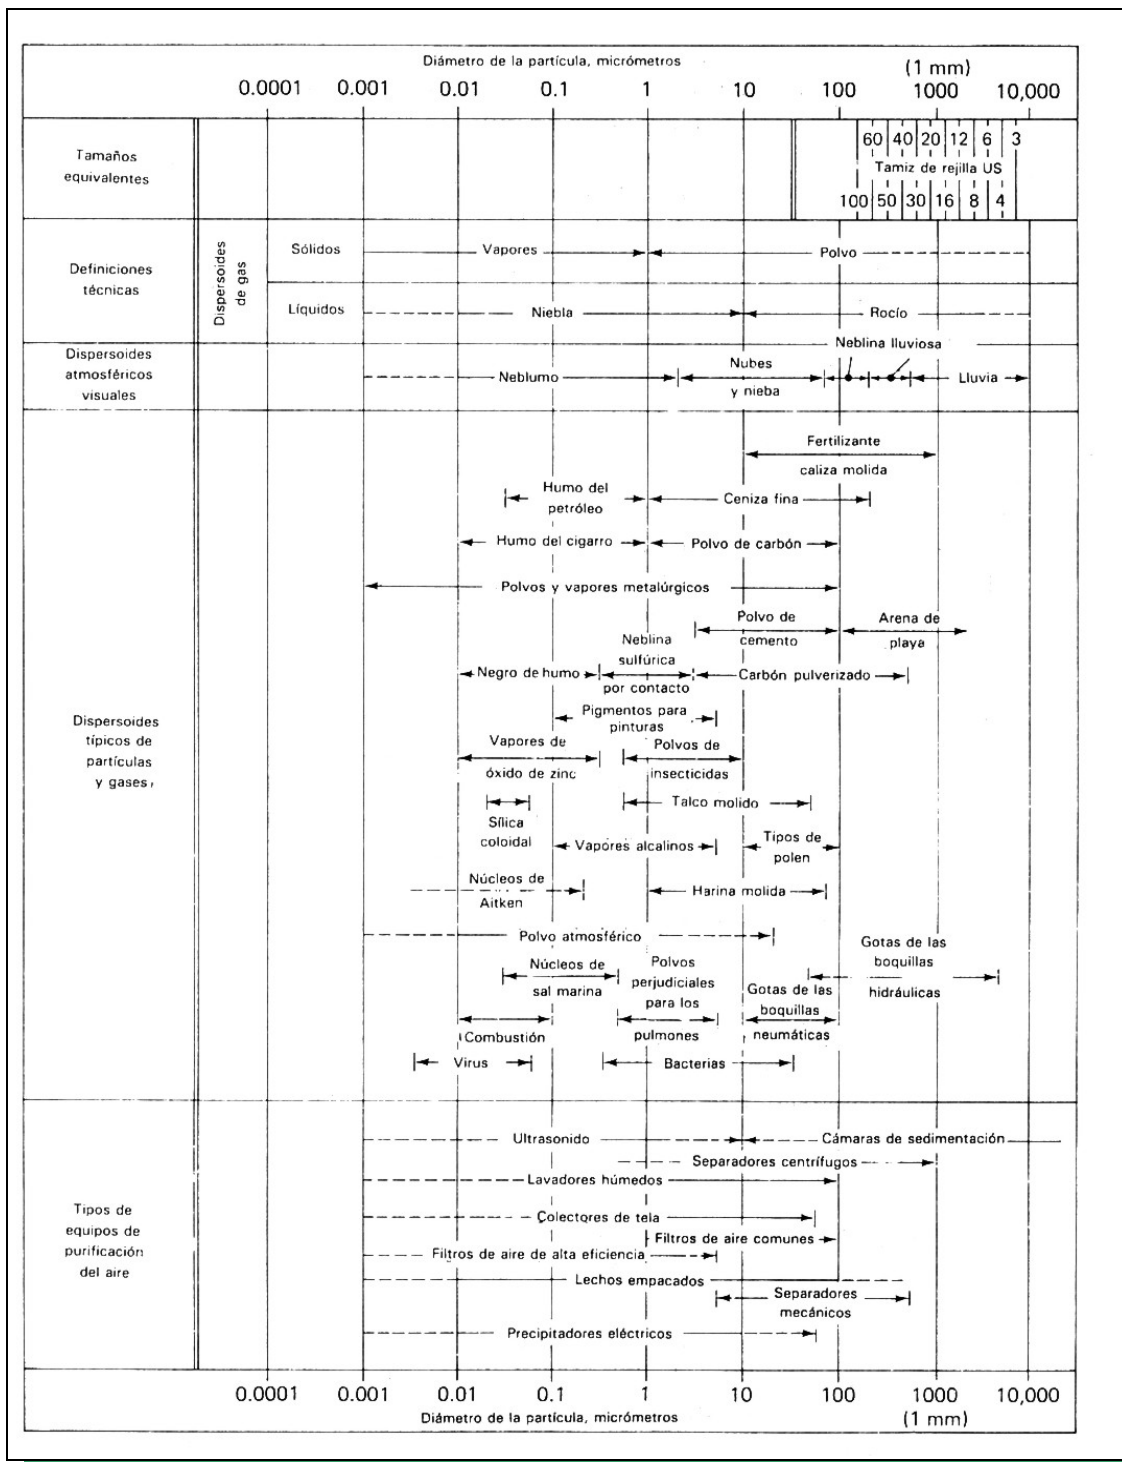 Diámetro de la partícula, micrómetros
(1 mm)
0.0001 0.001 0.01 0.1 1 10 100 1000 10,000
Tamaños
equivalentes
60 40 20 12 6 3
Tamiz de rejilla US
100 50 30 16 8 4
Definiciones
técnicas
Dispersoides
de gas
Sólidos
Vapores
Polvo
Líquidos
Niebla
Rocío
Dispersoides
atmosféricos
visuales
Neblumo
Nubes
y nieba
Neblina lluviosa
Lluvia
Dispersoides
típicos de
partículas
y gases
Fertilizante
caliza molida
Humo del
petróleo
Ceniza fina
Humo del cigarro
Polvo de carbón
Polvos y vapores metalúrgicos
Polvo de
cemento
Arena de
playa
Negro de humo
Neblina
sulfúrica
por contacto
Carbón pulverizado
Pigmentos para
pinturas
Vapores de
óxido de zinc
Polvos de
insecticidas
Sílica
coloidal
Talco molido
Vapores alcalinos
Tipos de
polen
Núcleos de
Aitken
Harina molida
Polvo atmosférico
Gotas de las
boquillas
hidráulicas
Núcleos de
sal marina
Polvos
perjudiciales
para los
pulmones
Gotas de las
boquillas
neumáticas
Combustión
Virus
Bacterias
Tipos de
equipos de
purificación
del aire
Ultrasonido
Cámaras de sedimentación
Separadores centrífugos
Lavadores húmedos
Colectores de tela
Filtros de aire comunes
Filtros de aire de alta eficiencia
Lechos empacados
Separadores
mecánicos
Precipitadores eléctricos
0.0001 0.001 0.01 0.1 1 10 100 1000 10,000
Diámetro de la partícula, micrómetros
(1 mm)